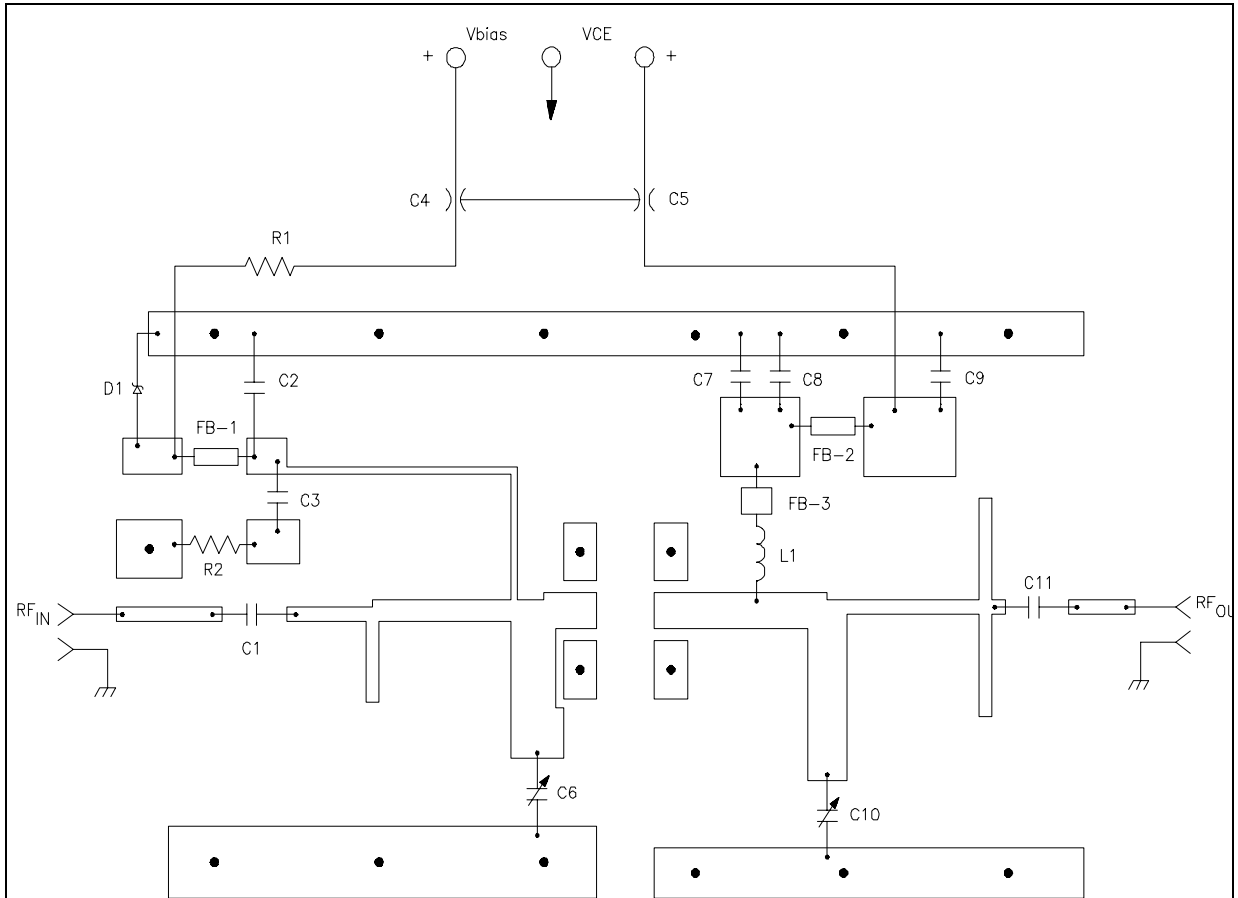 Vbias VCE
+ +
C4 C5
R1
D1 C2 C7 C8 C9
FB-1 FB-2
C3 FB-3
R2 L1
RFIN C1 C11 RFOU
C6 C10